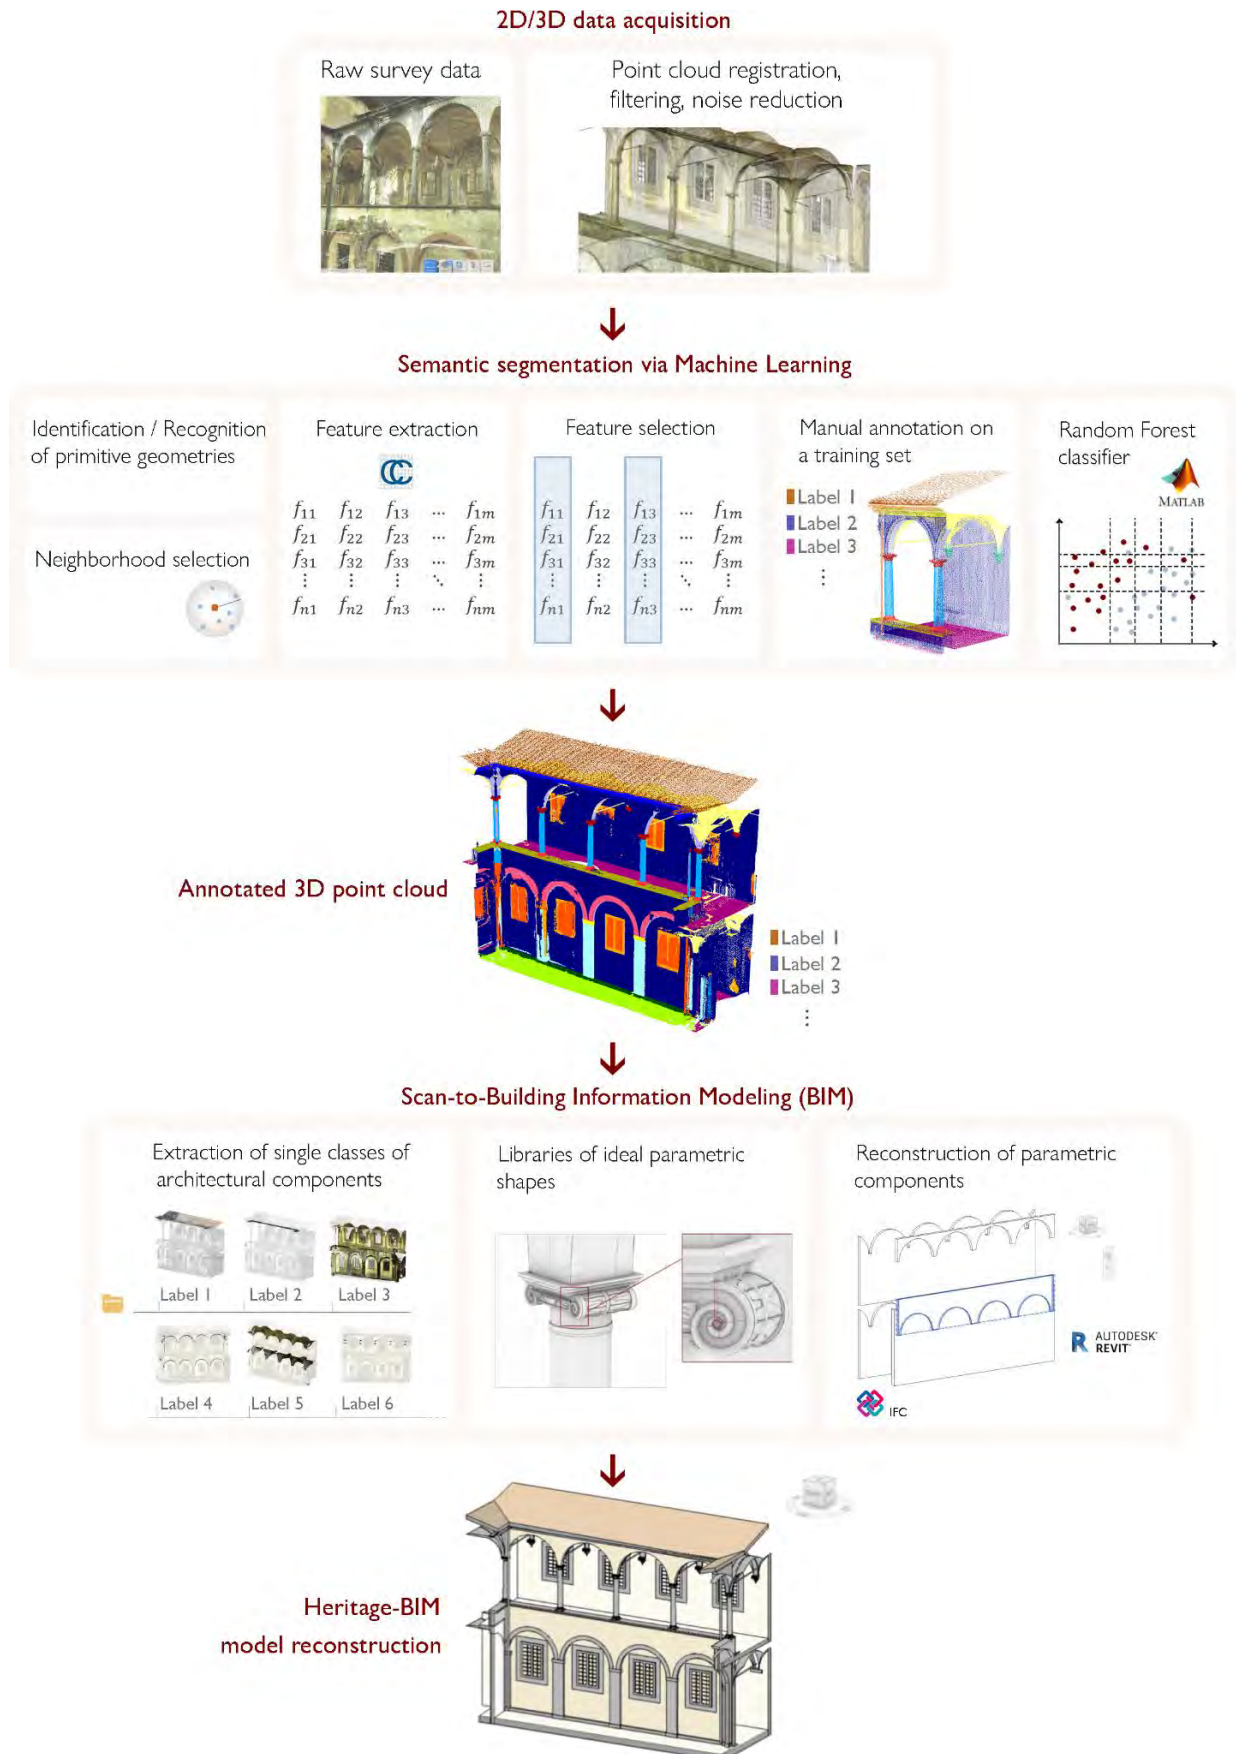 2D/3D data acquisition
Raw survey data
Point cloud registration,
filtering, noise reduction
Semantic segmentation via Machine Learning
Identification / Recognition
of primitive geometries
Neighborhood selection
Feature extraction
f11 f12 f13 ... f1m
f21 f22 f23 ... f2m
f31 f32 f33 ... f3m
⋮ ⋮ ⋮ ⋱ ⋮
fn1 fn2 fn3 ... fnm
Feature selection
f11 f12 f13 ... f1m
f21 f22 f23 ... f2m
f31 f32 f33 ... f3m
⋮ ⋮ ⋮ ⋱ ⋮
fn1 fn2 fn3 ... fnm
Manual annotation on
a training set
Label 1
Label 2
Label 3
⋮
Random Forest
classifier
MATLAB
Annotated 3D point cloud
Label 1
Label 2
Label 3
⋮
Scan-to-Building Information Modeling (BIM)
Extraction of single classes of
architectural components
Label 1 Label 2 Label 3
Label 4 Label 5 Label 6
Libraries of ideal parametric
shapes
Reconstruction of parametric
components
AUTODESK®
REVIT®
IFC
Heritage-BIM
model reconstruction